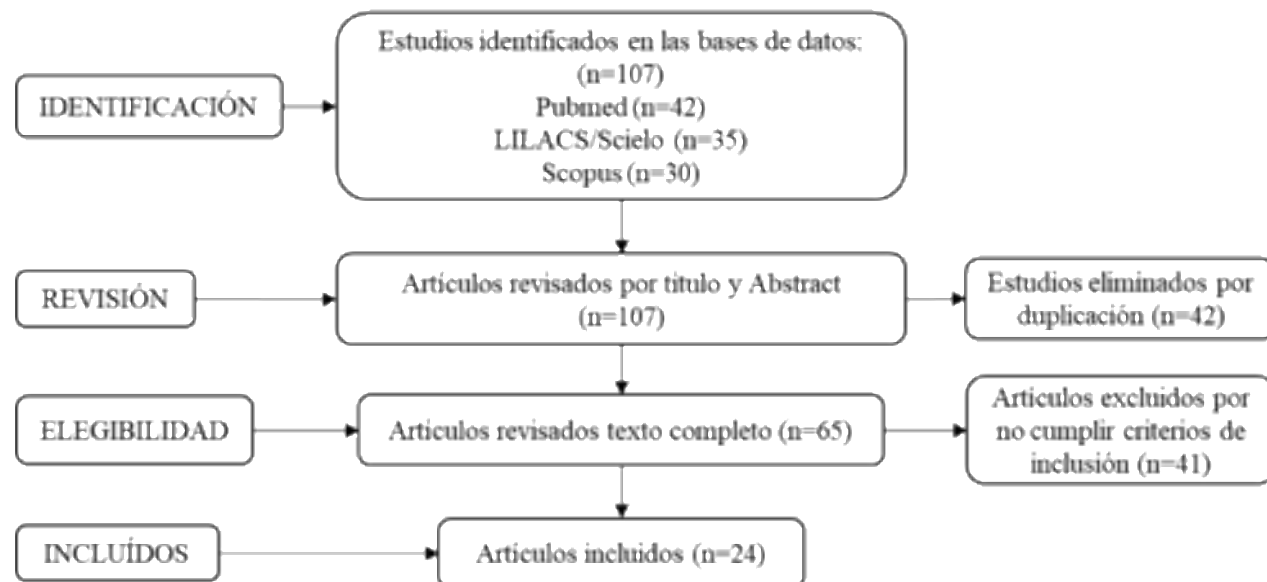 Estudios identificados en las bases de datos:
(n=107)
Pubmed (n=42)
LILACS/Scielo (n=35)
Scopus (n=30)
IDENTIFICACIÓN
REVISIÓN
Artículos revisados por titulo y Abstract
(n=107)
Estudios eliminados por
duplicación (n=42)
ELEGIBILIDAD
Artículos revisados texto completo (n=65)
Artículos excluidos por
no cumplir criterios de
inclusión (n=41)
INCLUÍDOS
Artículos incluidos (n=24)